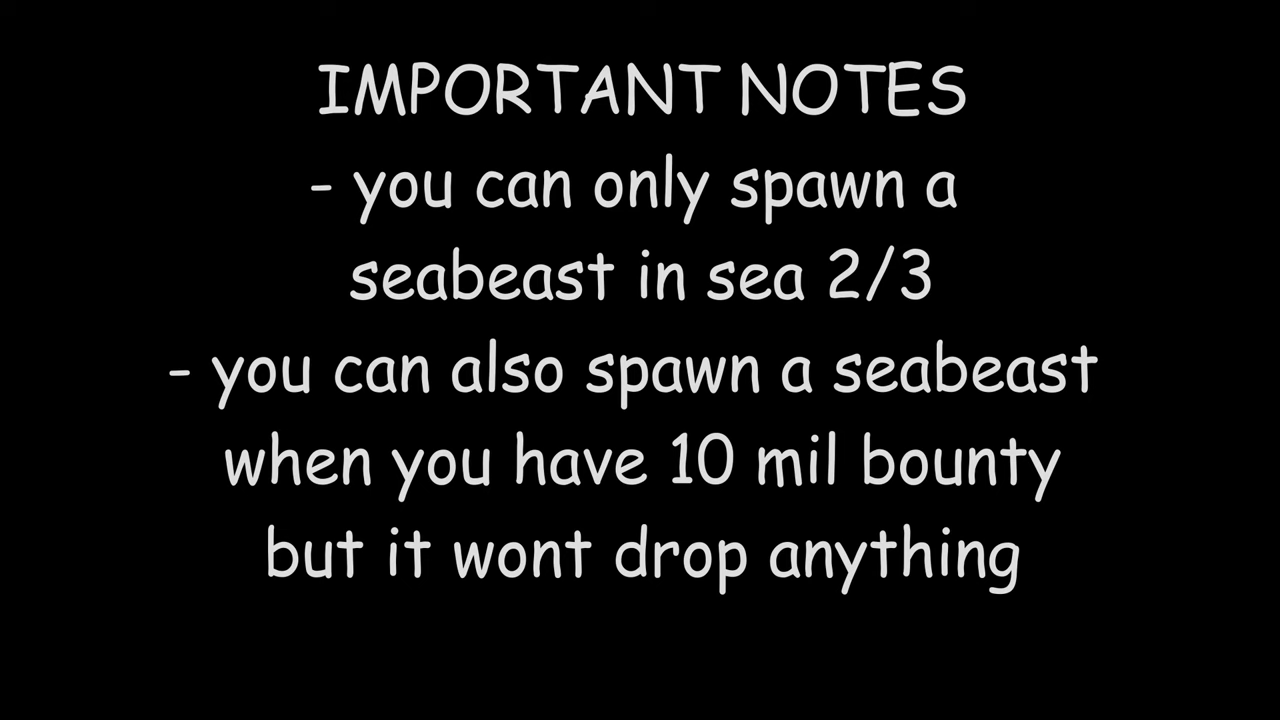 IMPORTANT NOTES
- you can only spawn a
seabeast in sea 2/3
- you can also spawn a seabeast
when you have 10 mil bounty
but it wont drop anything